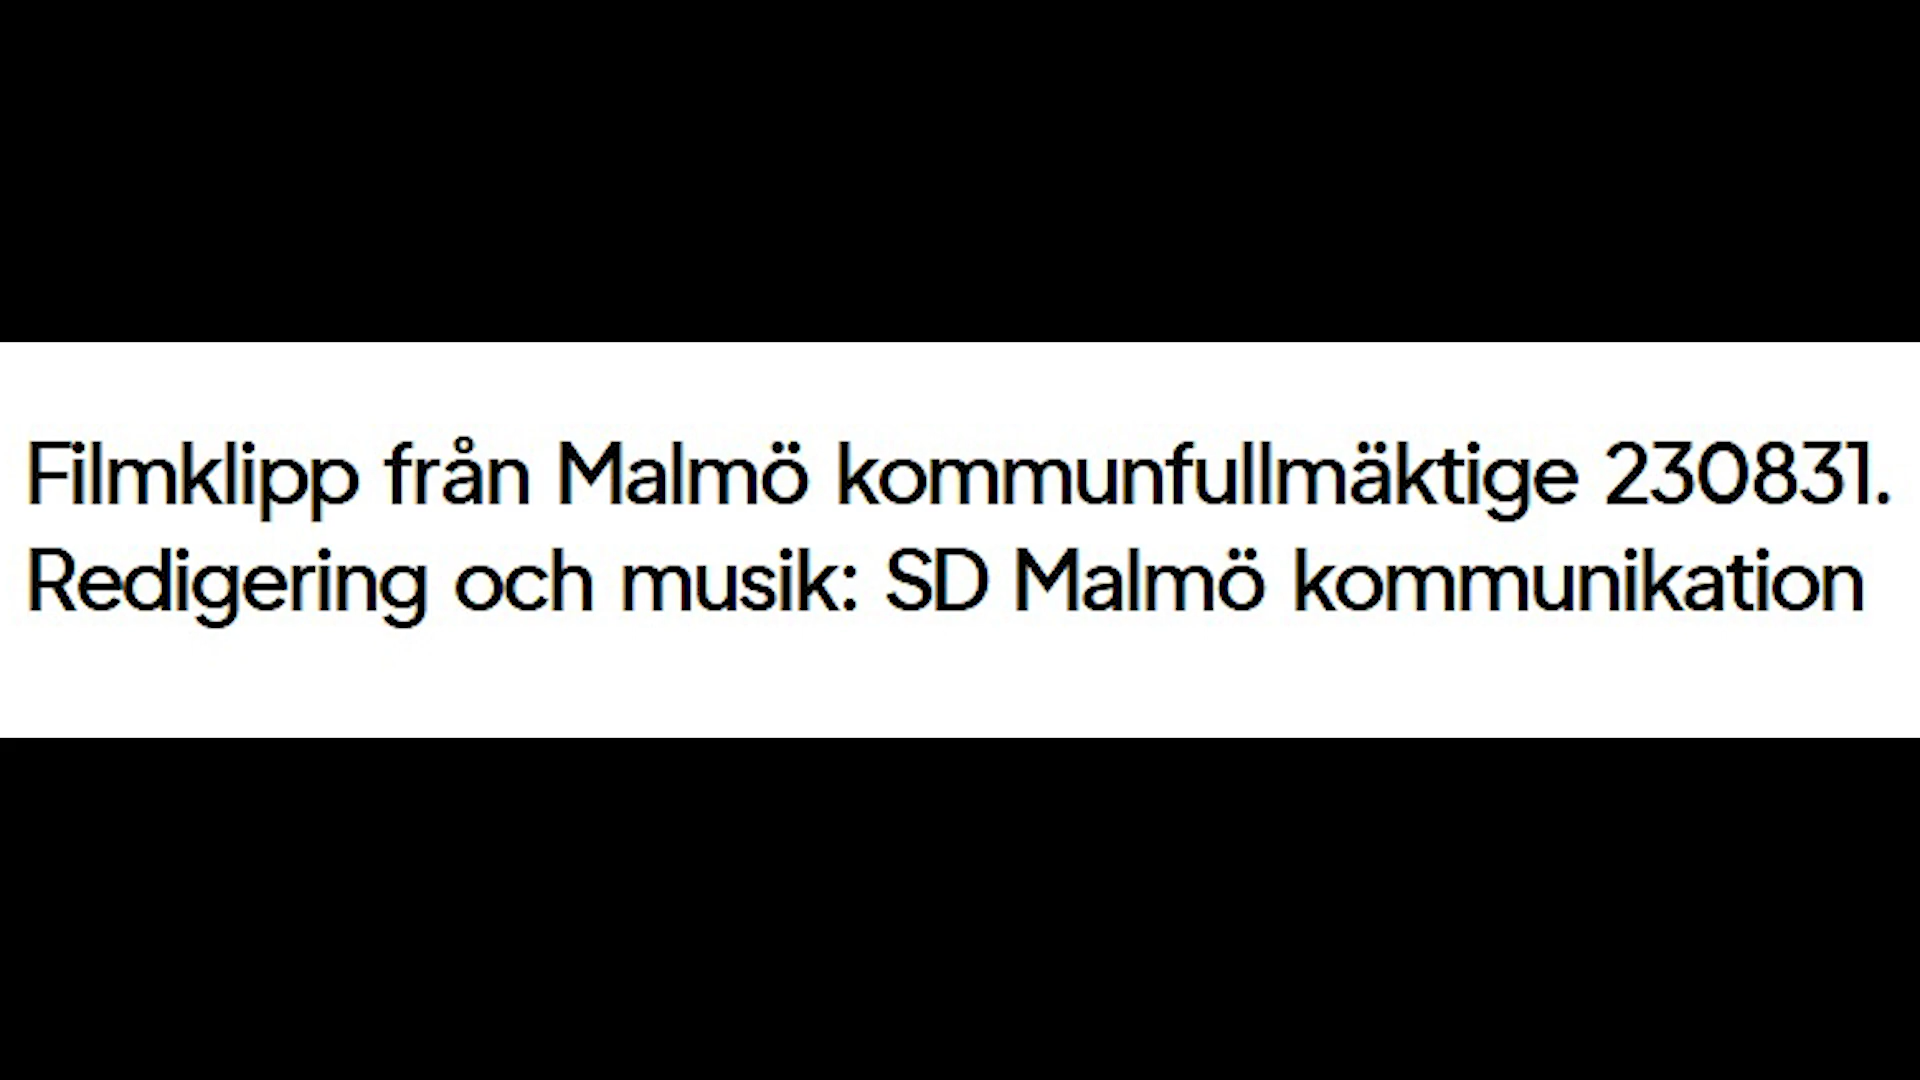 Filmklipp från Malmö kommunfullmäktige 230831.
Redigering och musik: SD Malmö kommunikation